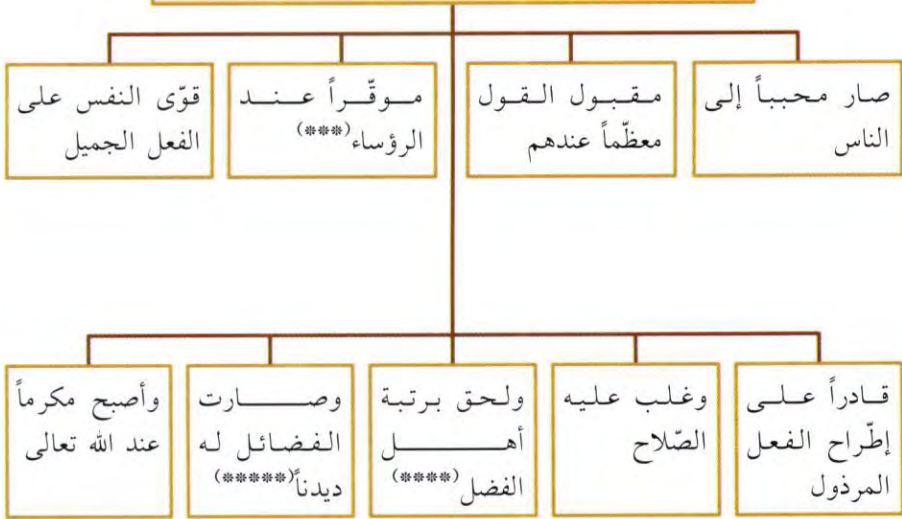 صار محبباً إلى
الناس
مقبول القول
معظّماً عندهم
موقّراً عند
الرؤساء(***)
قوّى النفس على
الفعل الجميل
قادراً على
إطّراح الفعل
المرذول
وغلب عليه
الصّلاح
ولحق برتبة
أهل
الفضل(****)
وصارت
الفضائل له
ديدناً(*****)
وأصبح مكرماً
عند الله تعالى